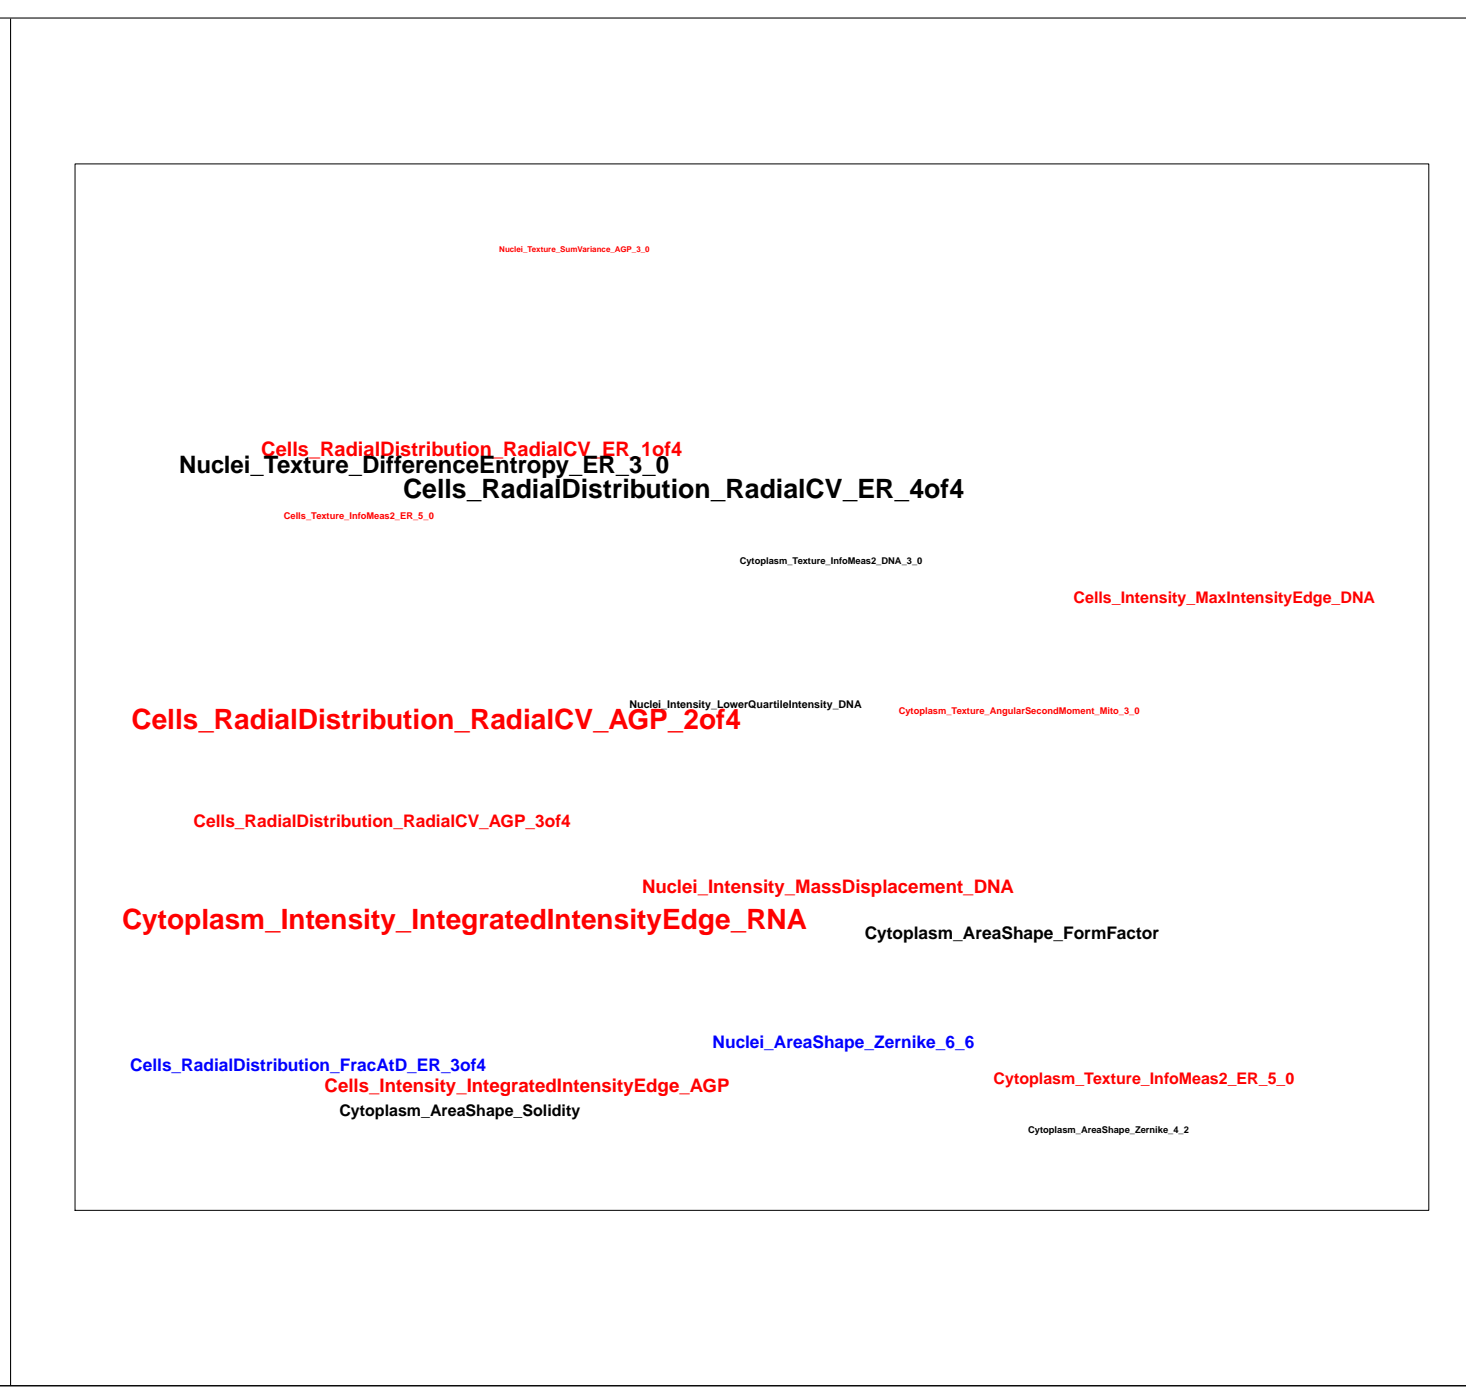 Nuclei_Texture_SumVariance_AGP_3_0
Cells_RadialDistribution_RadialCV_ER_1of4
Nuclei_Texture_DifferenceEntropy_ER_3_0
Cells_RadialDistribution_RadialCV_ER_4of4
Cells_Texture_InfoMeas2_ER_5_0
Cytoplasm_Texture_InfoMeas2_DNA_3_0
Cells_Intensity_MaxIntensityEdge_DNA
Nuclei_Intensity_LowerQuartileIntensity_DNA
Cytoplasm_Texture_AngularSecondMoment_Mito_3_0
Cells_RadialDistribution_RadialCV_AGP_2of4
Cells_RadialDistribution_RadialCV_AGP_3of4
Nuclei_Intensity_MassDisplacement_DNA
Cytoplasm_Intensity_IntegratedIntensityEdge_RNA
Cytoplasm_AreaShape_FormFactor
Nuclei_AreaShape_Zernike_6_6
Cells_RadialDistribution_FracAtD_ER_3of4
Cytoplasm_Texture_InfoMeas2_ER_5_0
Cells_Intensity_IntegratedIntensityEdge_AGP
Cytoplasm_AreaShape_Solidity
Cytoplasm_AreaShape_Zernike_4_2